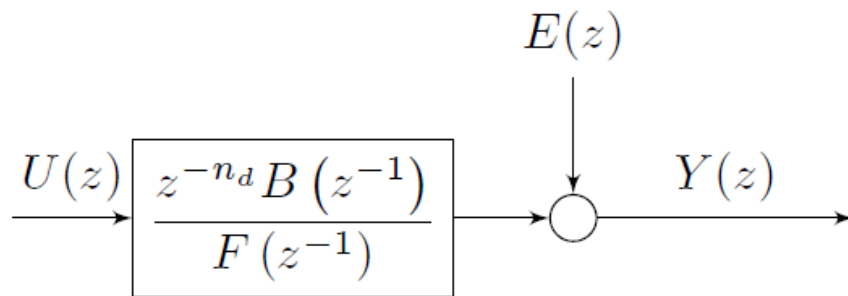 E(z)
U(z)
z^{-n_d} B (z^{-1})
F (z^{-1})
Y(z)